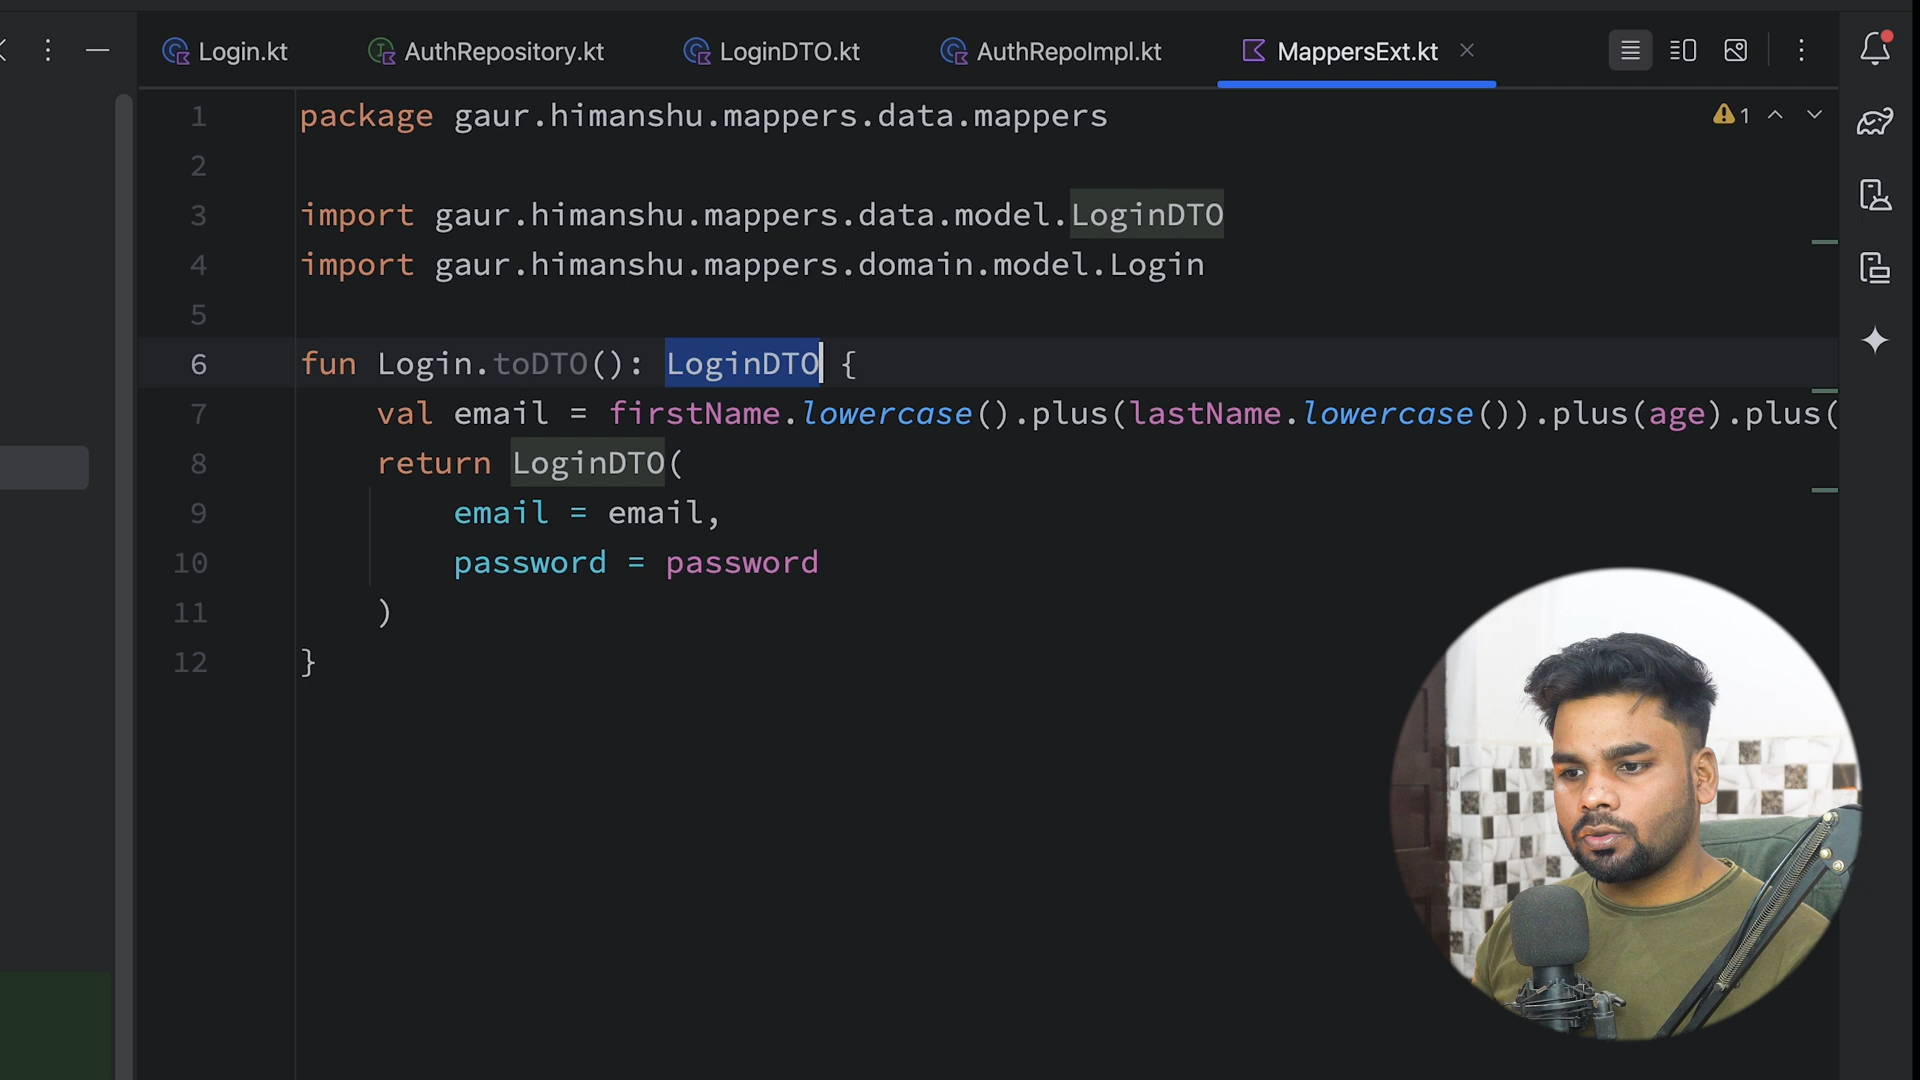 Login.kt
AuthRepository.kt
LoginDTO.kt
AuthRepoImpl.kt
MappersExt.kt
1 package gaur.himanshu.mappers.data.mappers
1
2
3 import gaur.himanshu.mappers.data.model.LoginDTO
4 import gaur.himanshu.mappers.domain.model.Login
5
6 fun Login.toDTO(): LoginDTO {
7 val email = firstName.lowercase().plus(lastName.lowercase()).plus(age).plus(
8 return LoginDTO(
9 email = email,
10 password = password
11 )
12 }